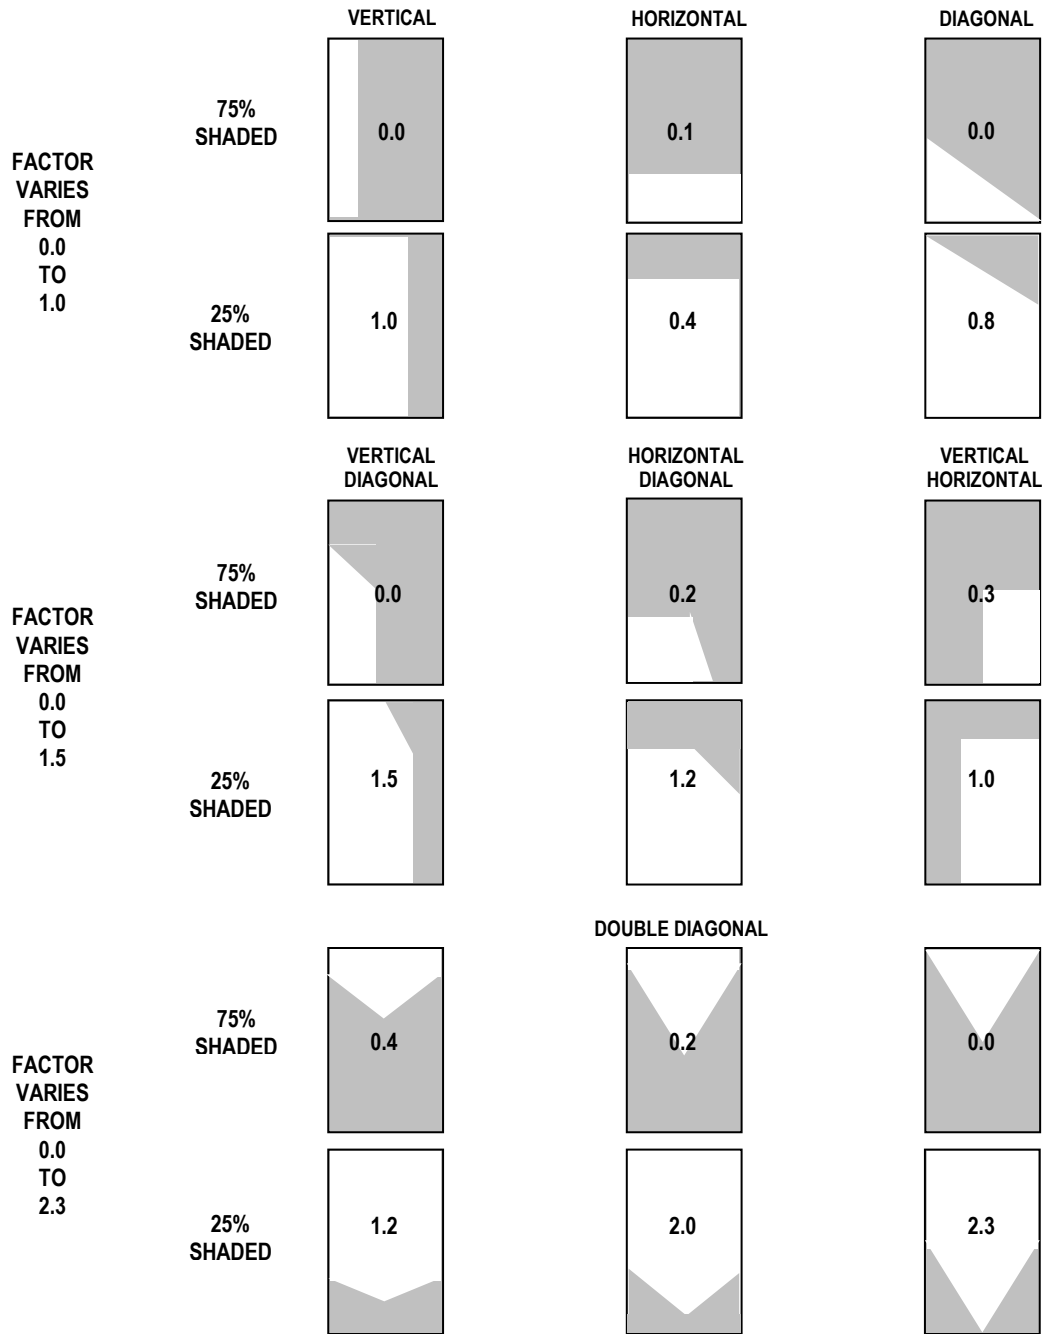 VERTICAL
HORIZONTAL
DIAGONAL
FACTOR
VARIES
FROM
0.0
TO
1.0
75%
SHADED
0.0
0.1
0.0
25%
SHADED
1.0
0.4
0.8
VERTICAL
DIAGONAL
HORIZONTAL
DIAGONAL
VERTICAL
HORIZONTAL
FACTOR
VARIES
FROM
0.0
TO
1.5
75%
SHADED
0.0
0.2
0.3
25%
SHADED
1.5
1.2
1.0
DOUBLE DIAGONAL
FACTOR
VARIES
FROM
0.0
TO
2.3
75%
SHADED
0.4
0.2
0.0
25%
SHADED
1.2
2.0
2.3